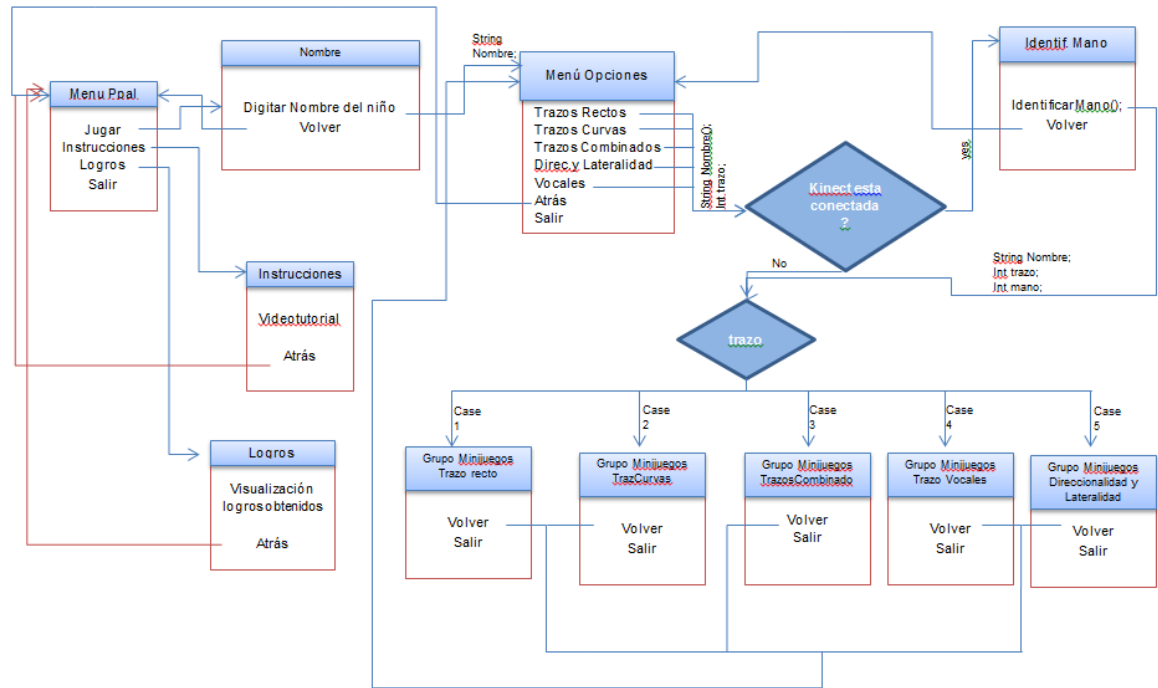 Nombre
Digitar Nombre del niño
Volver
Menu Ppal.
Jugar
Instrucciones
Logros
Salir
Instrucciones
Videotutorial
Atrás
Logros
Visualización
logros obtenidos
Atrás
String
Nombre;
Menú Opciones
Trazos Rectos
Trazos Curvas
Trazos Combinados
Direc.y Lateralidad
Vocales
Atrás
Salir
String Nombre();
Int trazo;
Kinect esta
conectada
?
yes
No
Identif. Mano
IdentificarMano();
Volver
String Nombre;
Int trazo;
Int mano;
trazo
Case
1
Case
2
Case
3
Case
4
Case
5
Grupo Minijuegos
Trazo recto
Volver
Salir
Grupo Minijuegos
TrazCurvas
Volver
Salir
Grupo Minijuegos
TrazosCombinado
Volver
Salir
Grupo Minijuegos
Trazo Vocales
Volver
Salir
Grupo Minijuegos
Direccionalidad y
Lateralidad
Volver
Salir